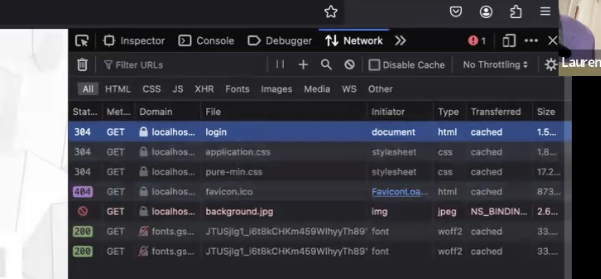 Inspector Console Debugger Network 1
Filter URLs Disable Cache No Throttling
Lauren
All HTML CSS JS XHR Fonts Images Media WS Other
Stat... Met... Domain File Initiator Type Transferred Size
304 GET localhos... login document html cached 1.5...
304 GET localhos... application.css stylesheet css cached 1.8...
304 GET localhos... pure-min.css stylesheet css cached 17.2...
404 GET localhos... favicon.ico FaviconLoa... html cached 873...
GET localhos... background.jpg img jpeg NS_BINDIN... 2.6...
200 GET fonts.gs... font woff2 cached 33....
200 GET fonts.gs... font woff2 cached 33....